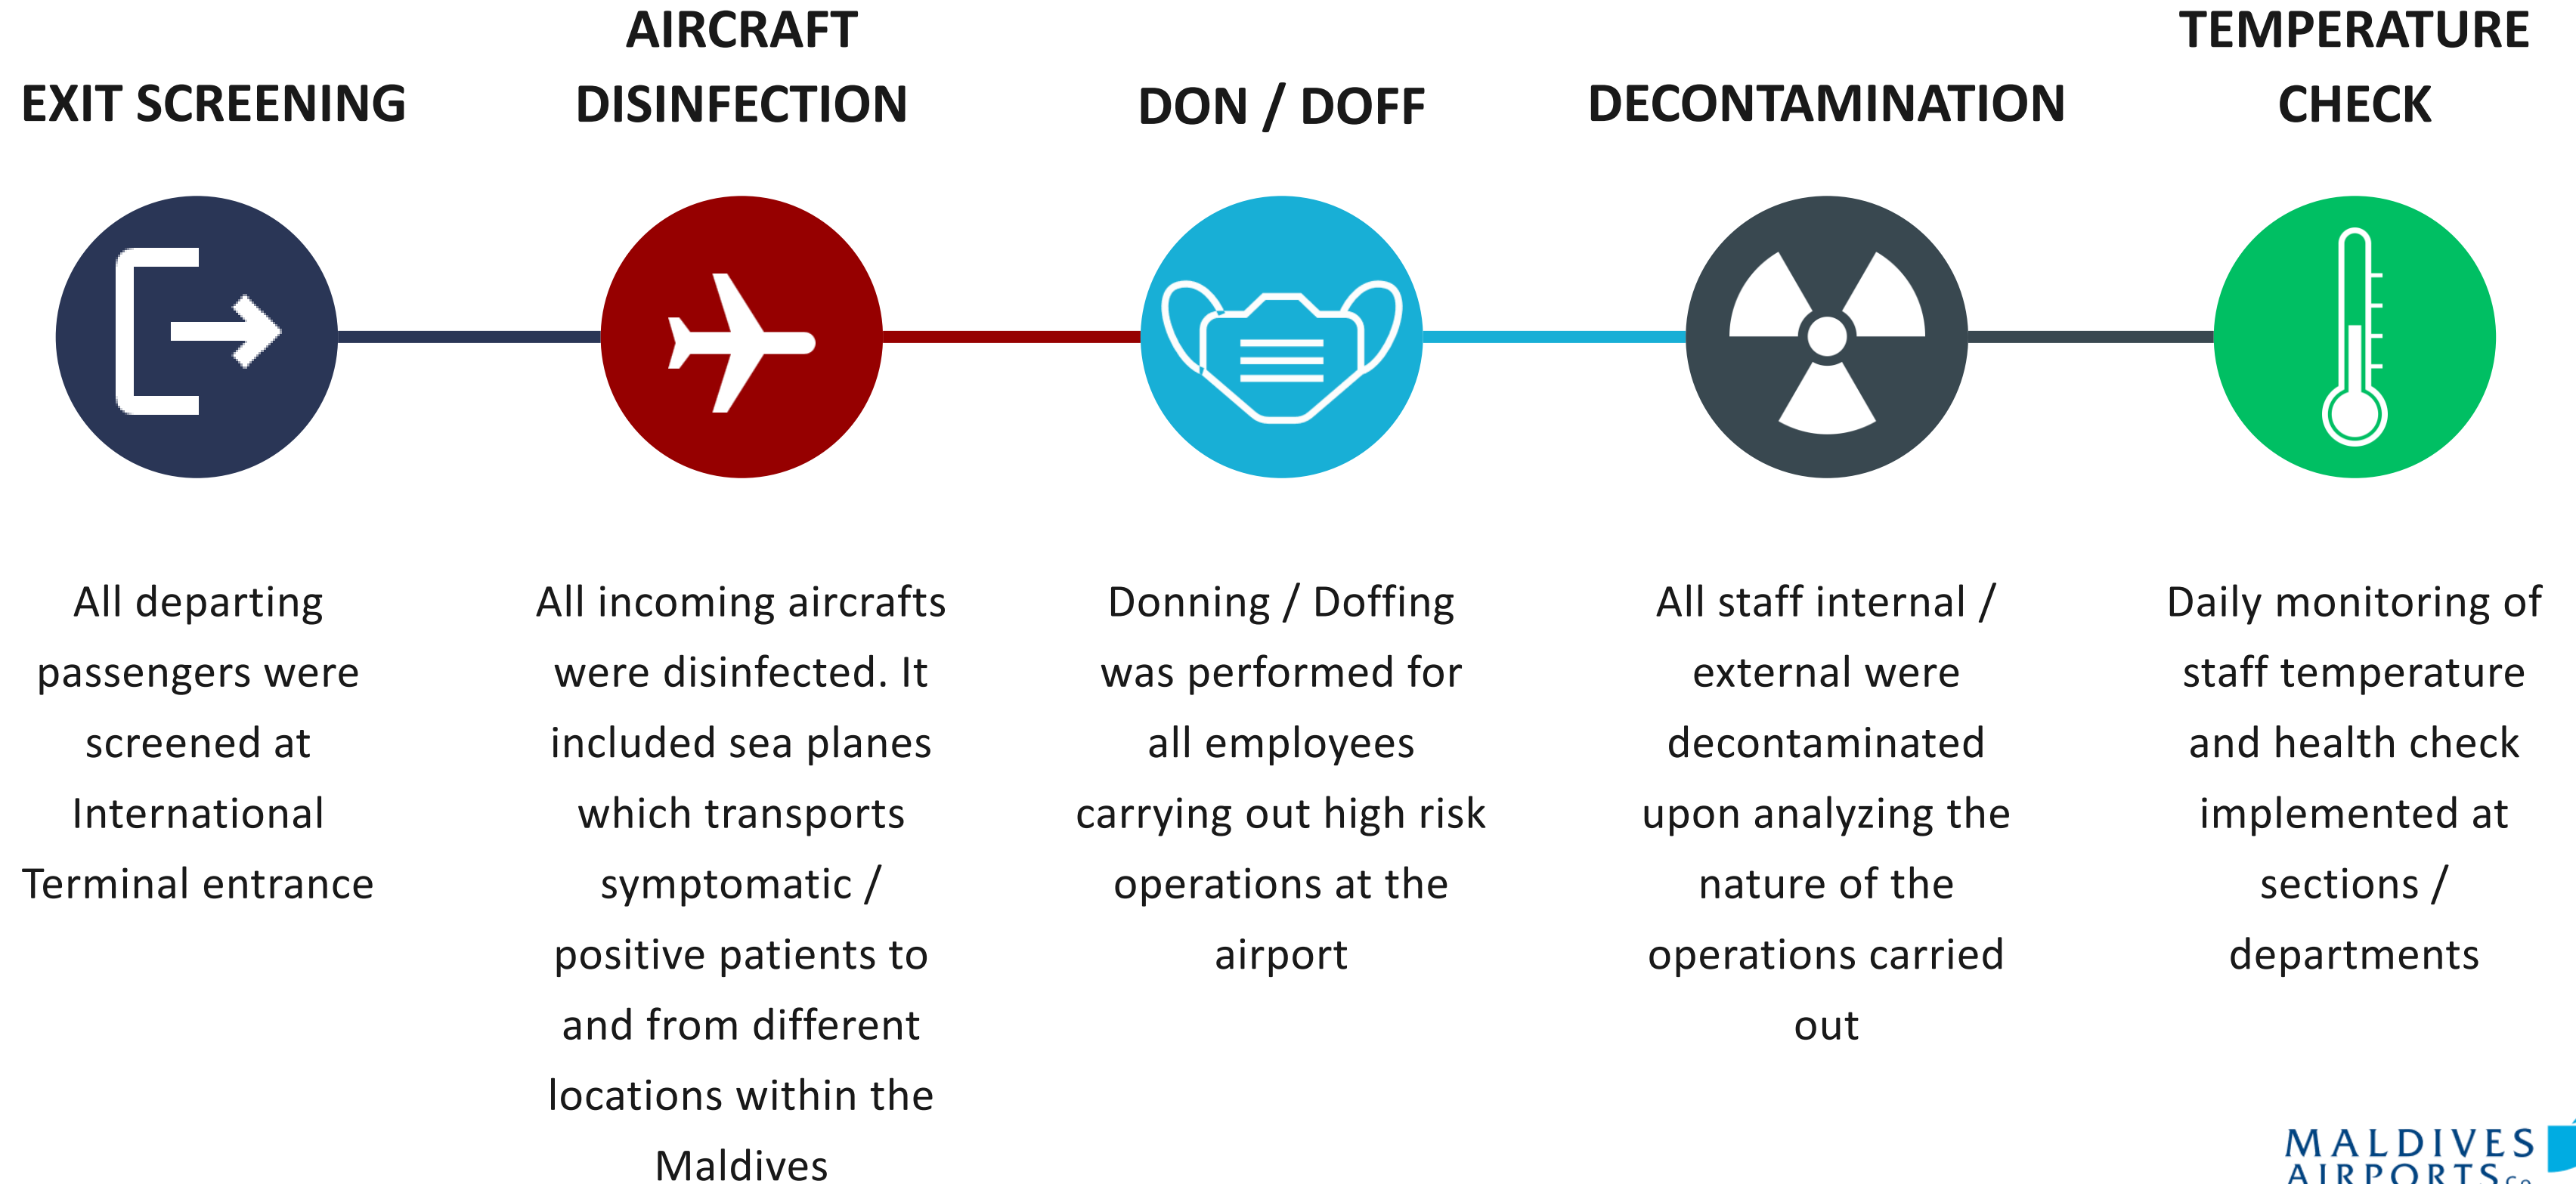 EXIT SCREENING
AIRCRAFT
DISINFECTION
DON / DOFF
DECONTAMINATION
TEMPERATURE
CHECK
All departing
passengers were
screened at
International
Terminal entrance
All incoming aircrafts
were disinfected. It
included sea planes
which transports
symptomatic /
positive patients to
and from different
locations within the
Maldives
Donning / Doffing
was performed for
all employees
carrying out high risk
operations at the
airport
All staff internal /
external were
decontaminated
upon analyzing the
nature of the
operations carried
out
Daily monitoring of
staff temperature
and health check
implemented at
sections /
departments
MALDIVES
AIRPORTS Co